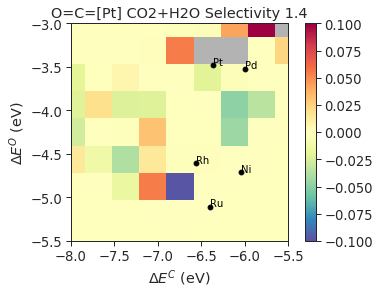 O=C=[Pt] CO2+H2O Selectivity 1.4
ΔE^O (eV)
−3.0
−3.5
−4.0
−4.5
−5.0
−5.5
Pt
Pd
Rh
Ni
Ru
−8.0 −7.5 −7.0 −6.5 −6.0 −5.5
ΔE^C (eV)
0.100
0.075
0.050
0.025
0.000
−0.025
−0.050
−0.075
−0.100